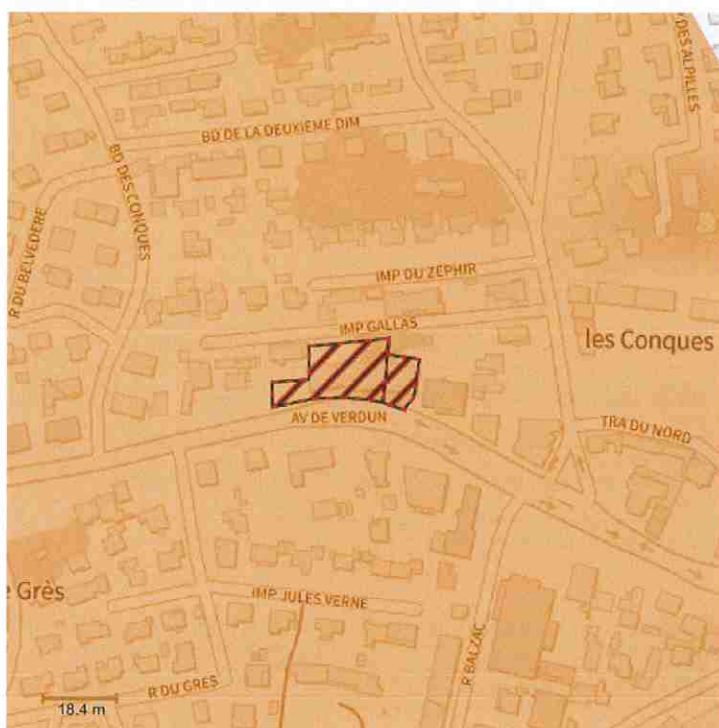 DES ALPILLES
BD DE LA DEUXIEME DIM
BD DES CONQUES
R DU BELVEDERE
IMP DU ZEPHIR
IMP GALLAS
les Conques
AV DE VERDUN
TRA DU NORD
Grès
IMP JULES VERNE
R BALZAC
R DU GRES
18.4 m